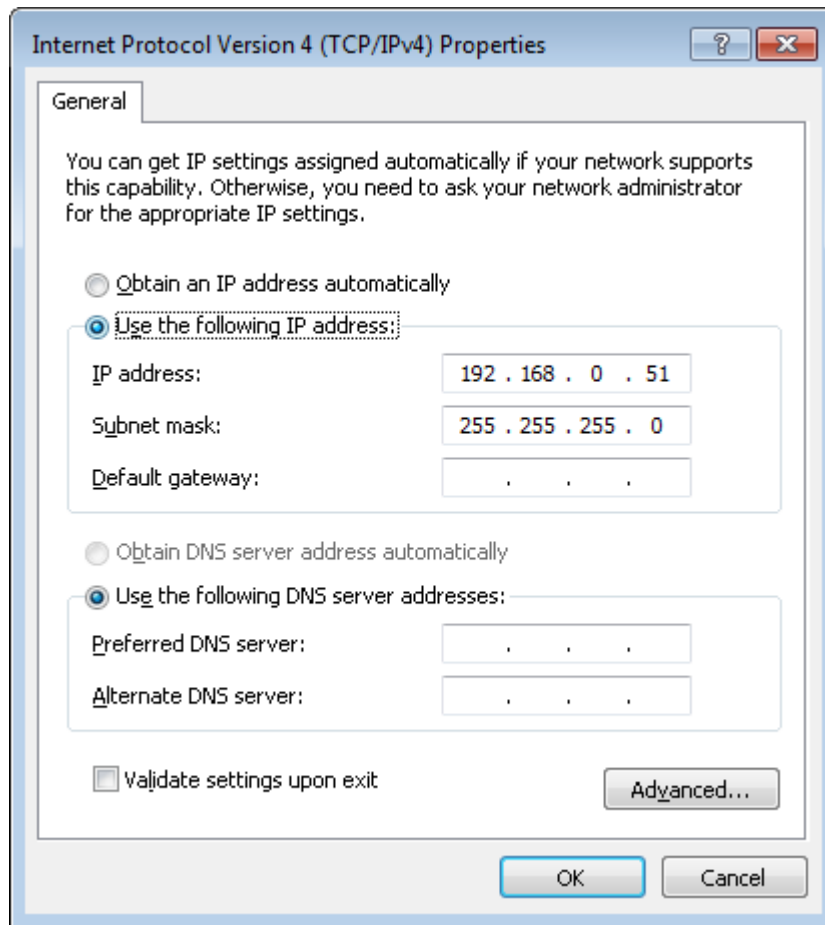 Internet Protocol Version 4 (TCP/IPv4) Properties
General
You can get IP settings assigned automatically if your network supports
this capability. Otherwise, you need to ask your network administrator
for the appropriate IP settings.
Obtain an IP address automatically
Use the following IP address:
IP address: 192 . 168 . 0 . 51
Subnet mask: 255 . 255 . 255 . 0
Default gateway: . . .
Obtain DNS server address automatically
Use the following DNS server addresses:
Preferred DNS server: . . .
Alternate DNS server: . . .
Validate settings upon exit
Advanced...
OK Cancel